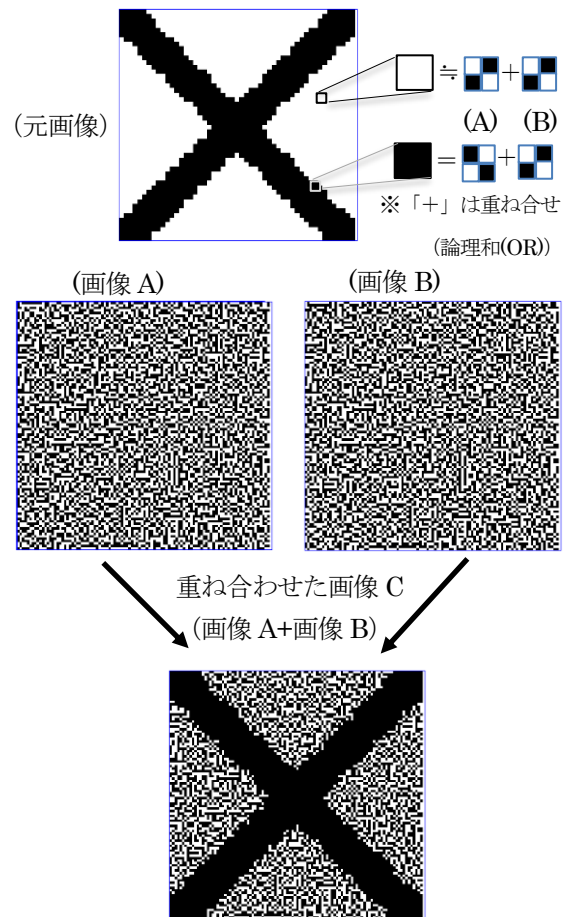 (元画像)
≒ +
(A) (B)
= +
※「+」は重ね合せ
(論理和(OR))
(画像 A)
(画像 B)
重ね合わせた画像 C
(画像 A+画像 B)